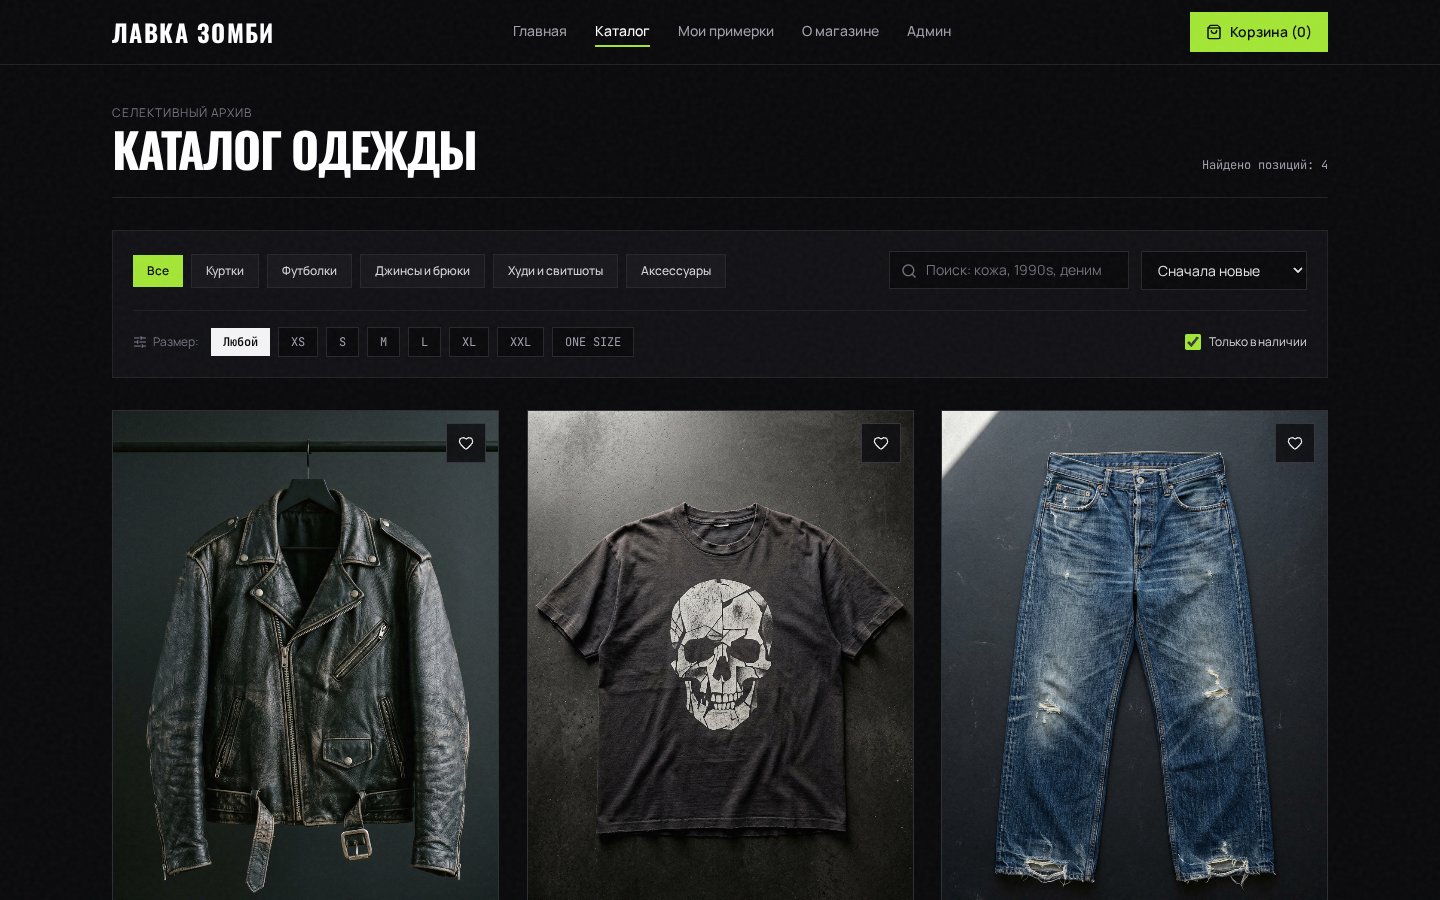 ЛАВКА ЗОМБИ
Главная
Каталог
Мои примерки
О магазине
Админ
Корзина (0)
СЕЛЕКТИВНЫЙ АРХИВ
КАТАЛОГ ОДЕЖДЫ
Найдено позиций: 4
Все
Куртки
Футболки
Джинсы и брюки
Худи и свитшоты
Аксессуары
Поиск: кожа, 1990s, деним
Сначала новые
Размер:
Любой
XS
S
M
L
XL
XXL
ONE SIZE
Только в наличии